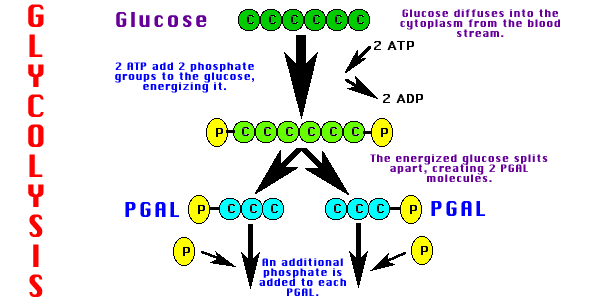 GLYCOLYSIS
Glucose
C C C C C C
Glucose diffuses into the
cytoplasm from the blood
stream.
2 ATP
2 ATP add 2 phosphate
groups to the glucose,
energizing it.
2 ADP
P C C C C C C P
The energized glucose splits
apart, creating 2 PGAL
molecules.
PGAL P C C C
C C C P PGAL
P
P
An additional
phosphate is
added to each
PGAL.